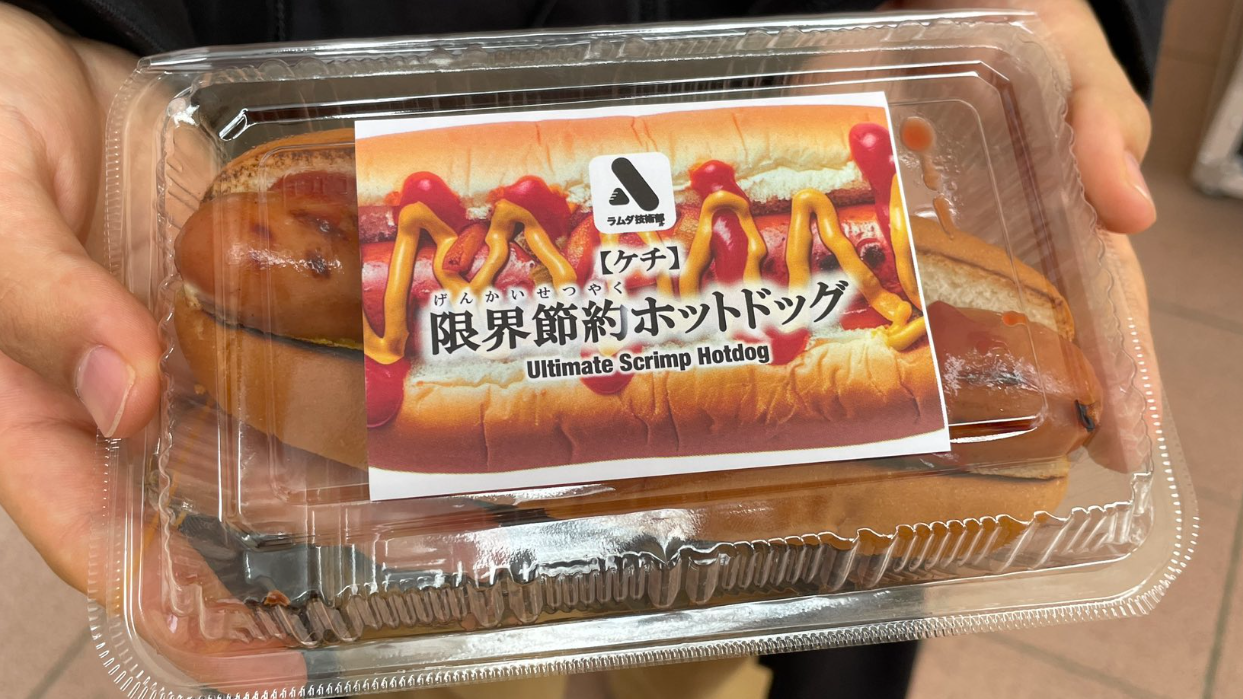 ラムダ技術部
【ケチ】
げんかいせつやく
限界節約ホットドッグ
Ultimate Scrimp Hotdog